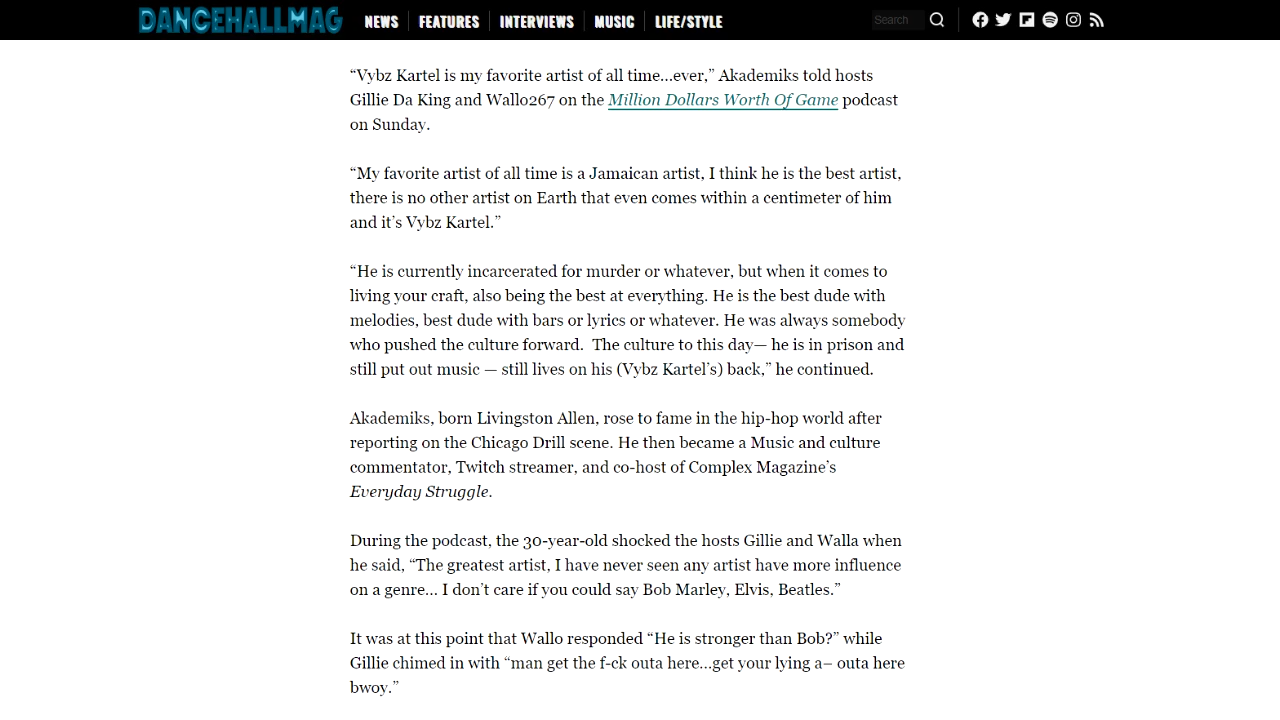 DANCEHALLMAG NEWS FEATURES INTERVIEWS MUSIC LIFE/STYLE Search
“Vybz Kartel is my favorite artist of all time…ever,” Akademiks told hosts
Gillie Da King and Wallo267 on the Million Dollars Worth Of Game podcast
on Sunday.
“My favorite artist of all time is a Jamaican artist, I think he is the best artist,
there is no other artist on Earth that even comes within a centimeter of him
and it’s Vybz Kartel.”
“He is currently incarcerated for murder or whatever, but when it comes to
living your craft, also being the best at everything. He is the best dude with
melodies, best dude with bars or lyrics or whatever. He was always somebody
who pushed the culture forward.  The culture to this day— he is in prison and
still put out music — still lives on his (Vybz Kartel’s) back,” he continued.
Akademiks, born Livingston Allen, rose to fame in the hip-hop world after
reporting on the Chicago Drill scene. He then became a Music and culture
commentator, Twitch streamer, and co-host of Complex Magazine’s
Everyday Struggle.
During the podcast, the 30-year-old shocked the hosts Gillie and Walla when
he said, “The greatest artist, I have never seen any artist have more influence
on a genre… I don’t care if you could say Bob Marley, Elvis, Beatles.”
It was at this point that Wallo responded “He is stronger than Bob?” while
Gillie chimed in with “man get the f-ck outa here…get your lying a– outa here
bwoy.”